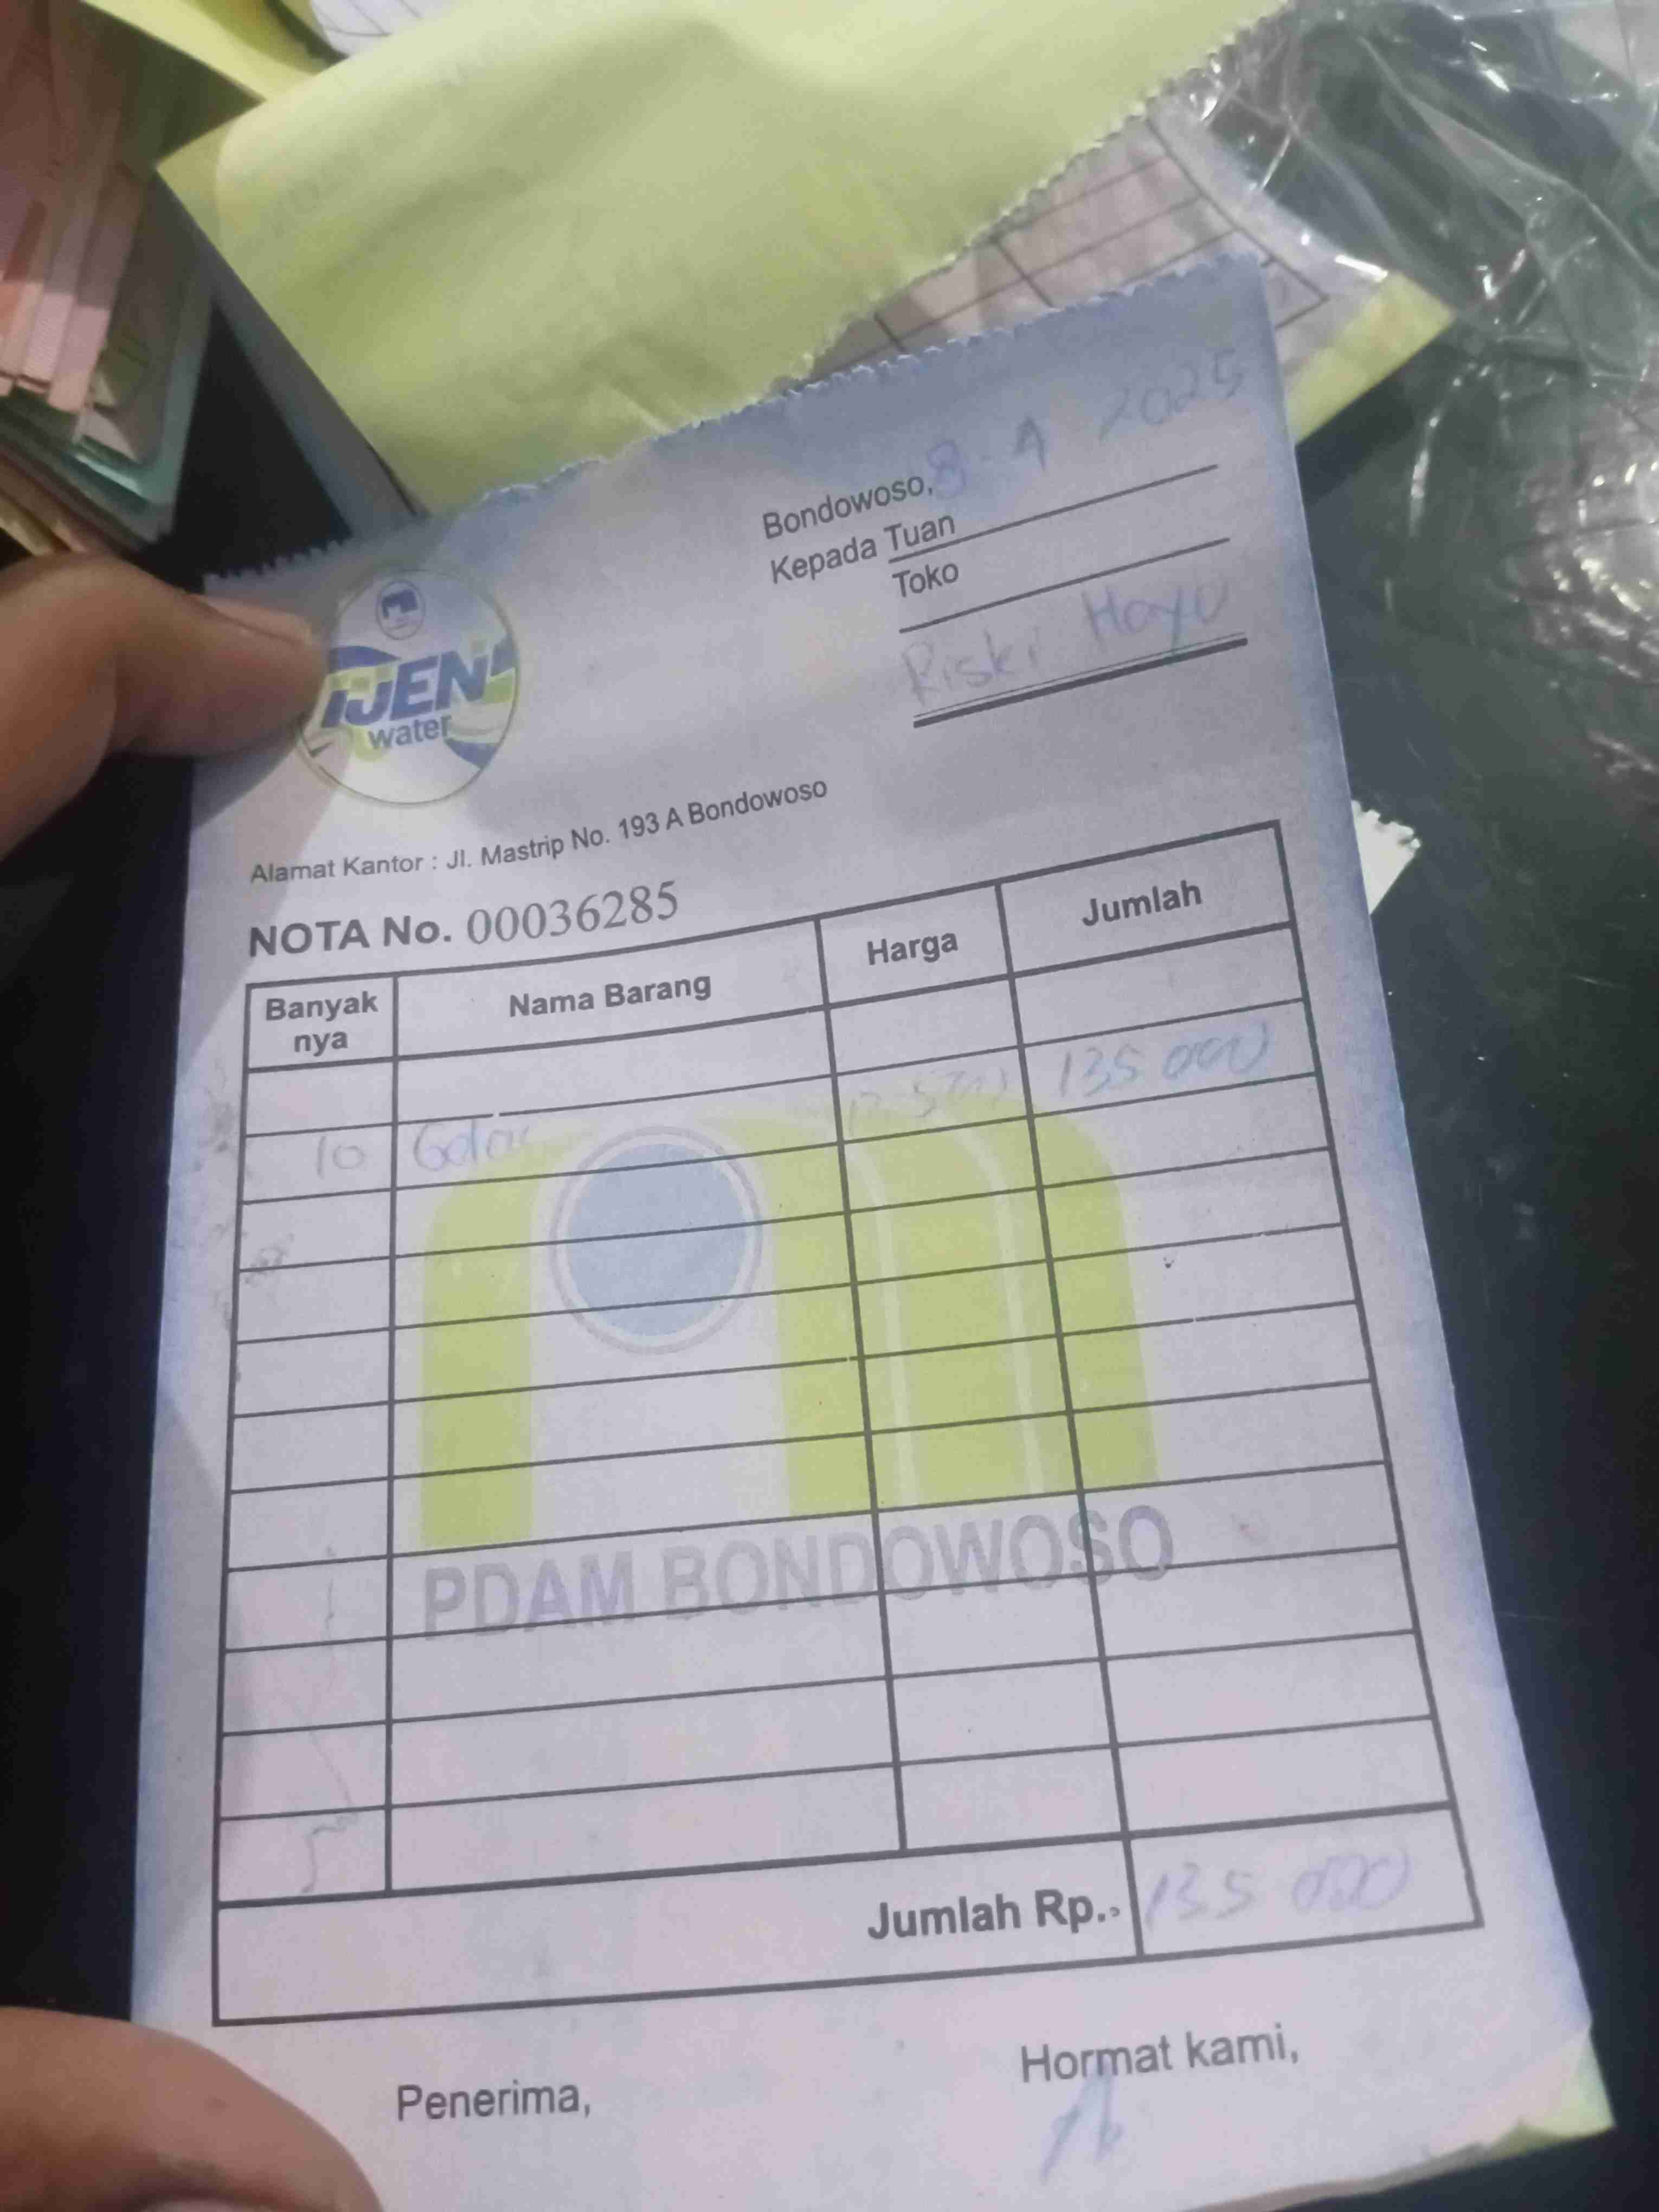 Bondowoso, 8 - 4 2025
Kepada Tuan
Toko
Riski Hayu
IJEN
water
Alamat Kantor : Jl. Mastrip No. 193 A Bondowoso
NOTA No. 00036285
Banyak nya Nama Barang Harga Jumlah
10 13 500 135 000
PDAM BONDOWOSO
Jumlah Rp. 135 000
Penerima, Hormat kami,